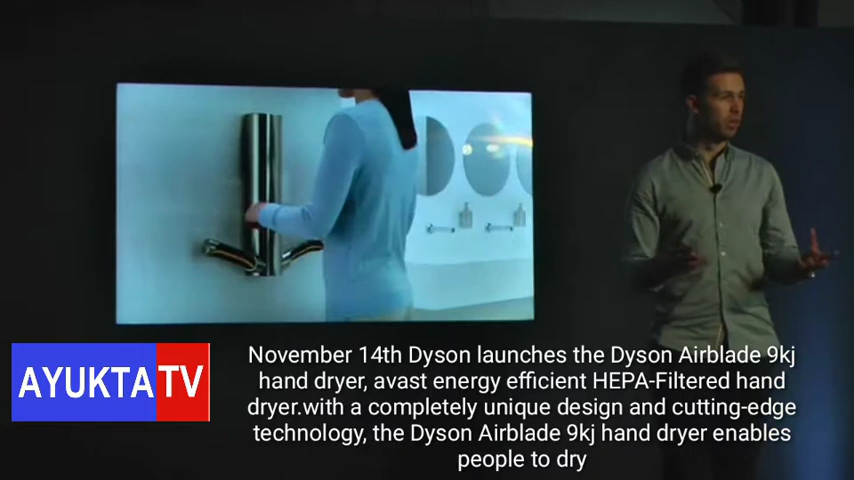 AYUKTA TV
November 14th Dyson launches the Dyson Airblade 9kj
hand dryer, avast energy efficient HEPA-Filtered hand
dryer.with a completely unique design and cutting-edge
technology, the Dyson Airblade 9kj hand dryer enables
people to dry